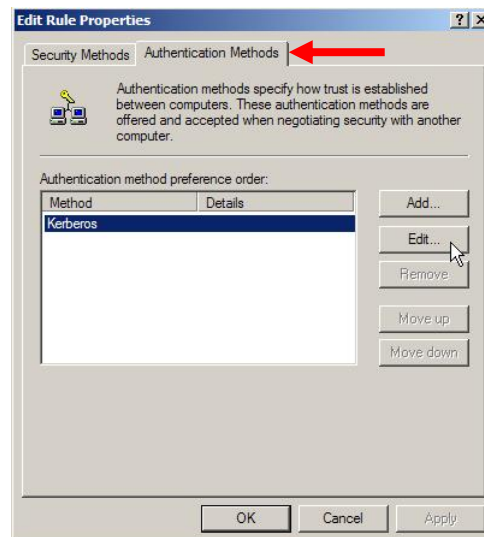 Edit Rule Properties
Security Methods Authentication Methods
Authentication methods specify how trust is established
between computers. These authentication methods are
offered and accepted when negotiating security with another
computer.
Authentication method preference order:
Method Details
Kerberos
Add...
Edit...
Remove
Move up
Move down
OK Cancel Apply